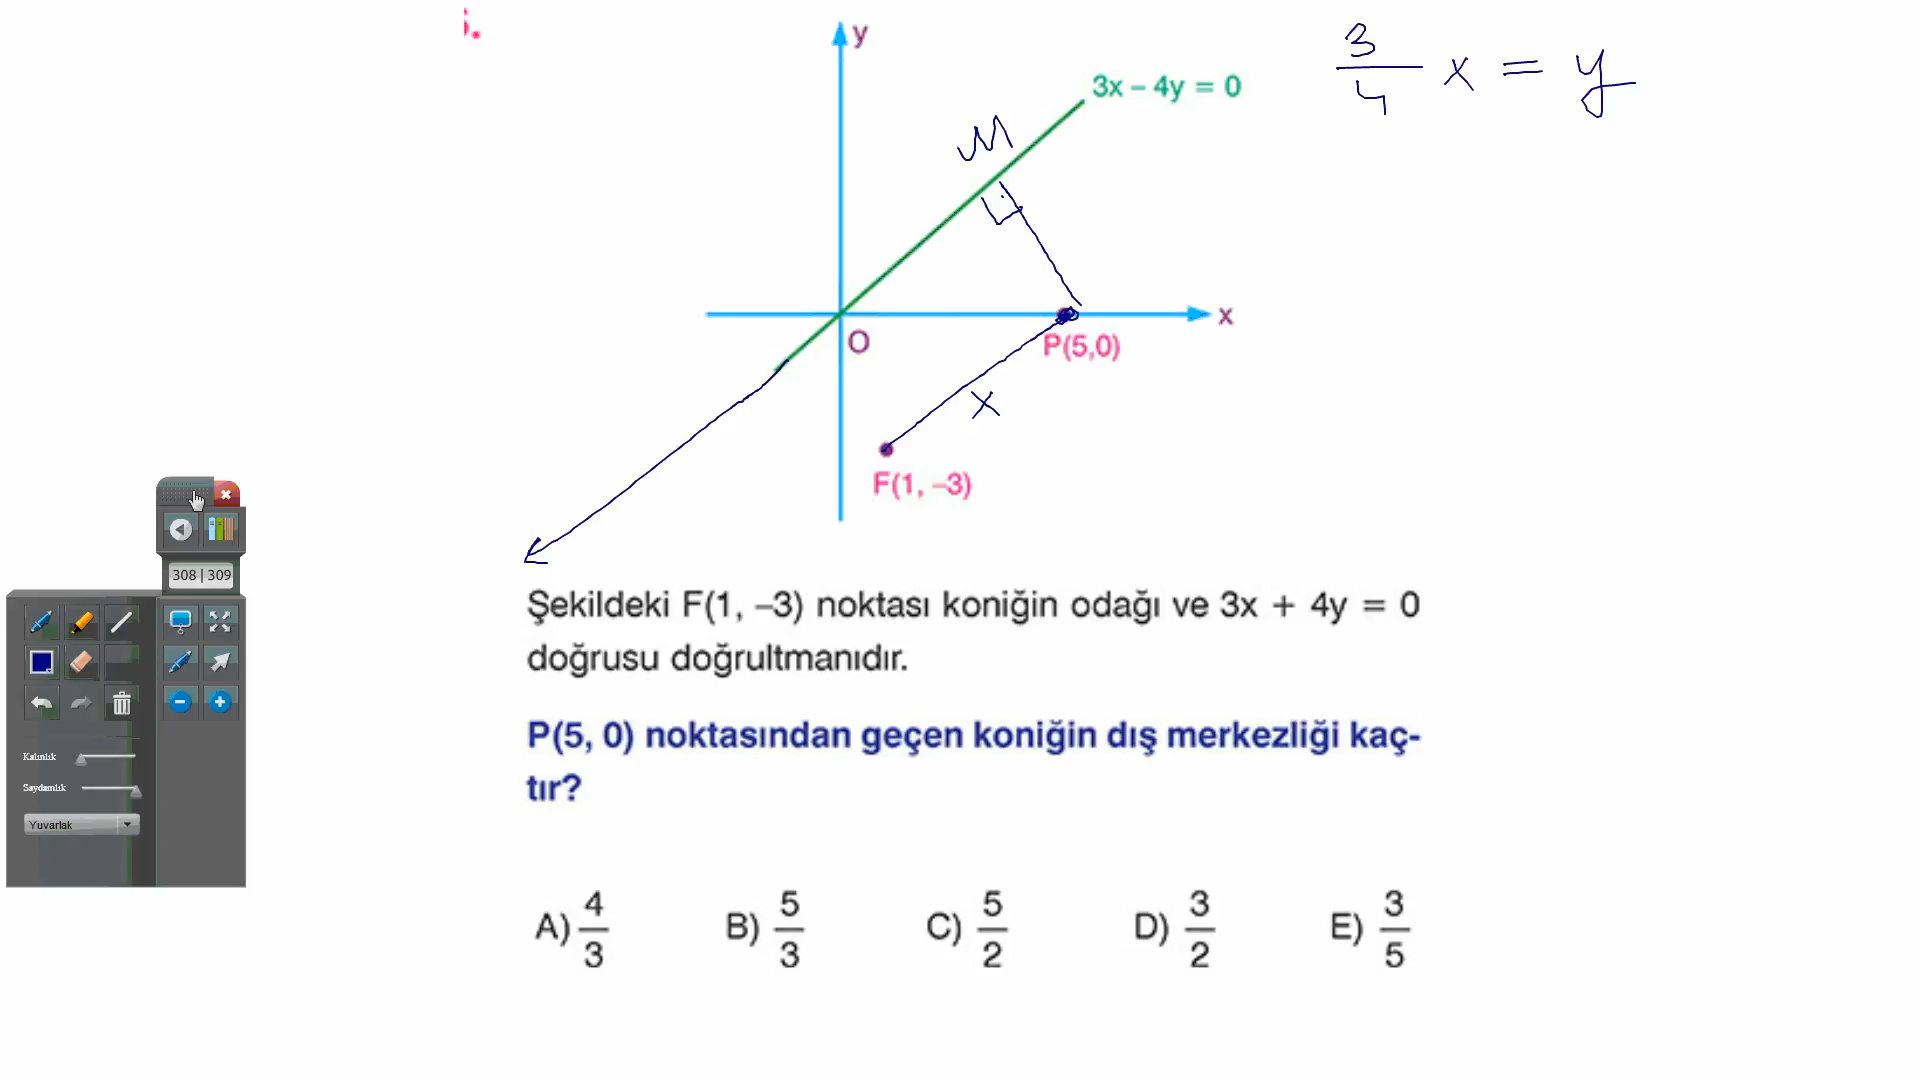 y
3x – 4y = 0
3/4 x = y
M
x
O
P(5,0)
x
F(1, –3)
308 | 309
Şekildeki F(1, –3) noktası koniğin odağı ve 3x + 4y = 0
doğrusu doğrultmanıdır.
P(5, 0) noktasından geçen koniğin dış merkezliği kaç-
tır?
Kalınlık
Saydamlık
Yuvarlak
A) 4/3 B) 5/3 C) 5/2 D) 3/2 E) 3/5